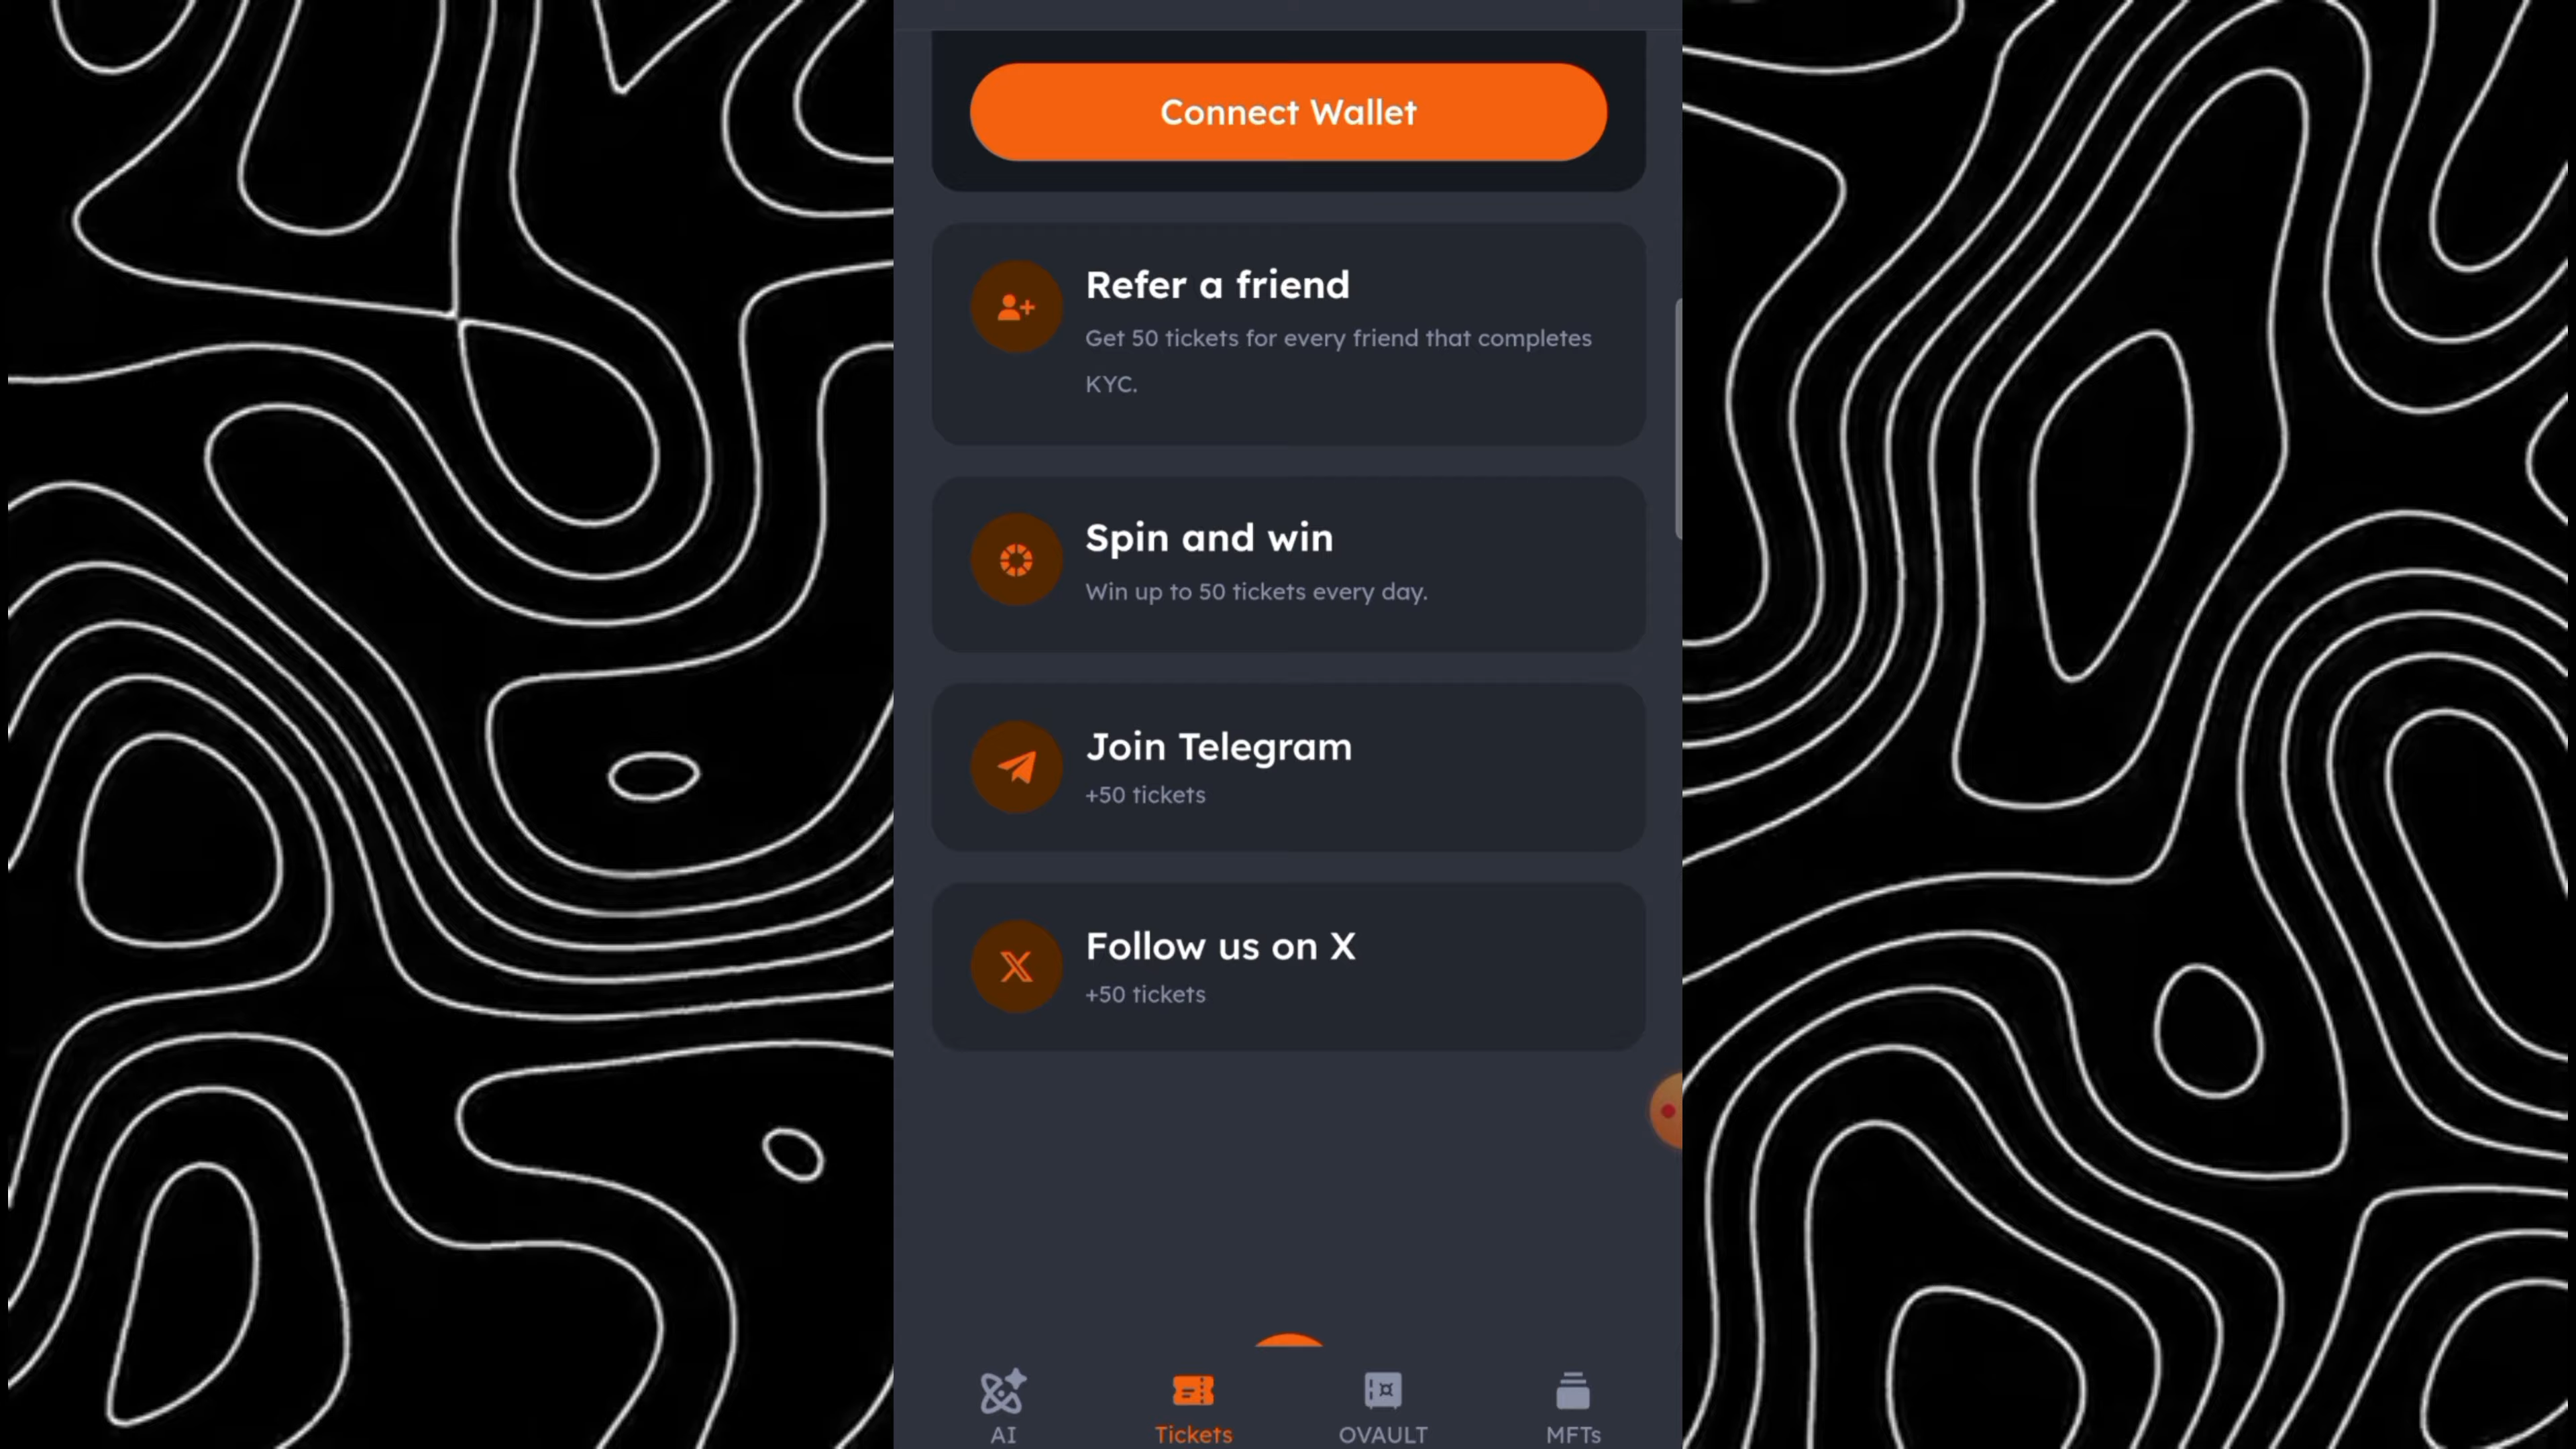 Connect Wallet
Refer a friend
Get 50 tickets for every friend that completes
KYC.
Spin and win
Win up to 50 tickets every day.
Join Telegram
+50 tickets
Follow us on X
+50 tickets
AI
Tickets
OVAULT
MFTs